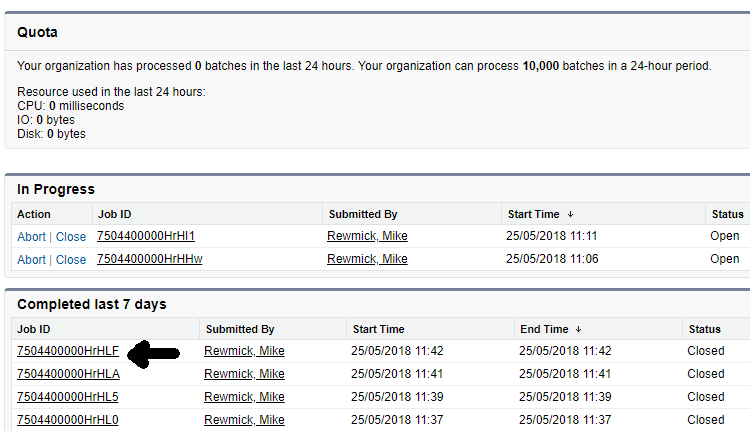 Quota
Your organization has processed 0 batches in the last 24 hours. Your organization can process 10,000 batches in a 24-hour period.
Resource used in the last 24 hours:
CPU: 0 milliseconds
IO: 0 bytes
Disk: 0 bytes
In Progress
Action Job ID Submitted By Start Time ↓ Status
Abort | Close 7504400000HrHI1 Rewmick, Mike 25/05/2018 11:11 Open
Abort | Close 7504400000HrHHw Rewmick, Mike 25/05/2018 11:06 Open
Completed last 7 days
Job ID Submitted By Start Time End Time ↓ Status
7504400000HrHLF Rewmick, Mike 25/05/2018 11:42 25/05/2018 11:42 Closed
7504400000HrHLA Rewmick, Mike 25/05/2018 11:41 25/05/2018 11:41 Closed
7504400000HrHL5 Rewmick, Mike 25/05/2018 11:39 25/05/2018 11:39 Closed
7504400000HrHL0 Rewmick, Mike 25/05/2018 11:37 25/05/2018 11:37 Closed